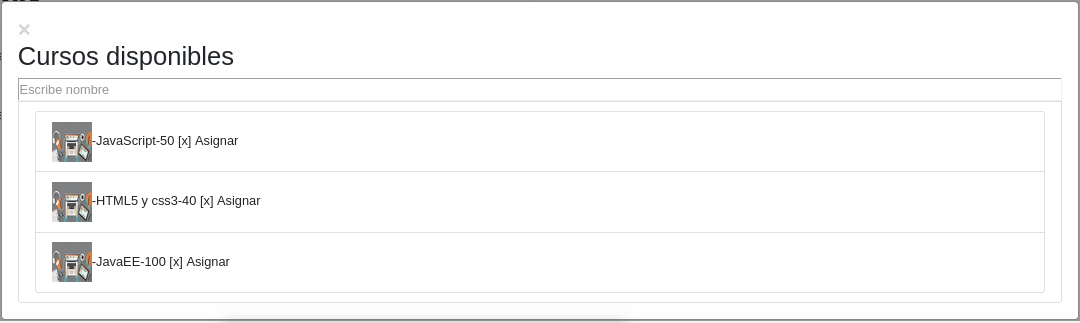 ×
Cursos disponibles
Escribe nombre
-JavaScript-50 [x] Asignar
-HTML5 y css3-40 [x] Asignar
-JavaEE-100 [x] Asignar